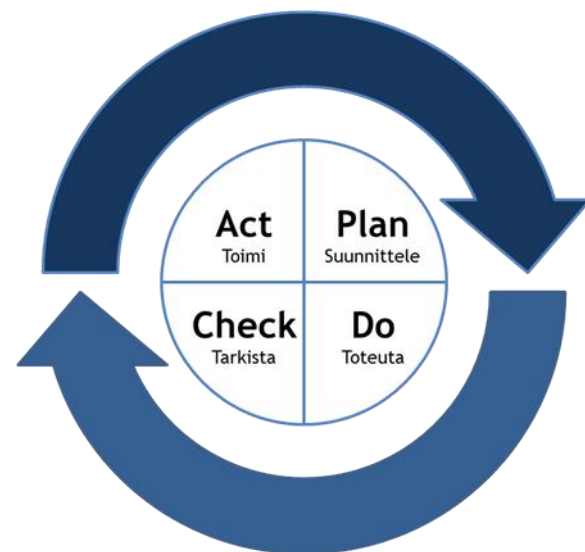 Act
Toimi
Plan
Suunnittele
Check
Tarkista
Do
Toteuta